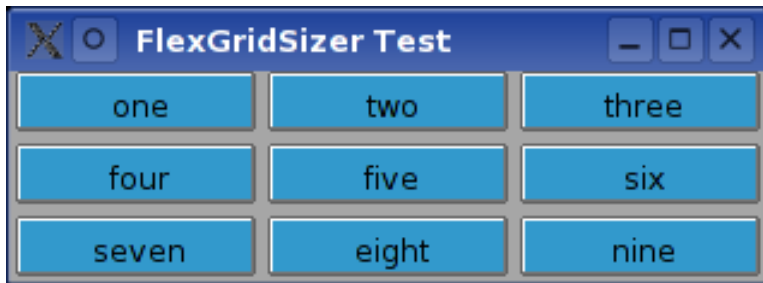 FlexGridSizer Test
one two three
four five six
seven eight nine